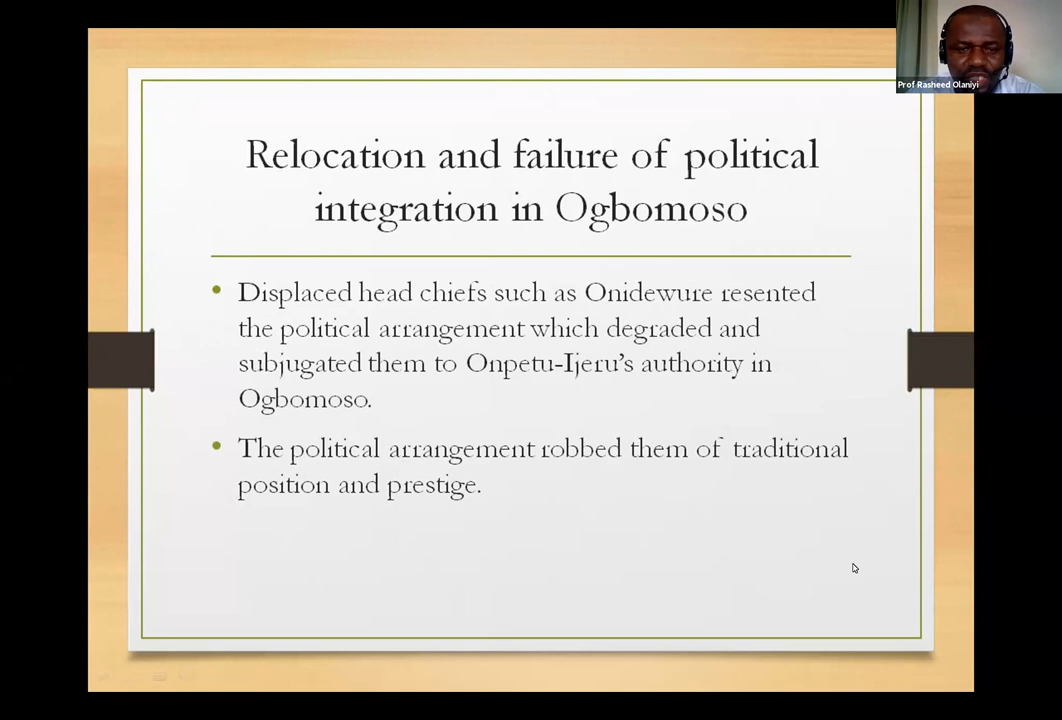 Prof Rasheed Olaniyi
Relocation and failure of political
integration in Ogbomoso
• Displaced head chiefs such as Onidewure resented
the political arrangement which degraded and
subjugated them to Onpetu-Ijeru's authority in
Ogbomoso.
• The political arrangement robbed them of traditional
position and prestige.